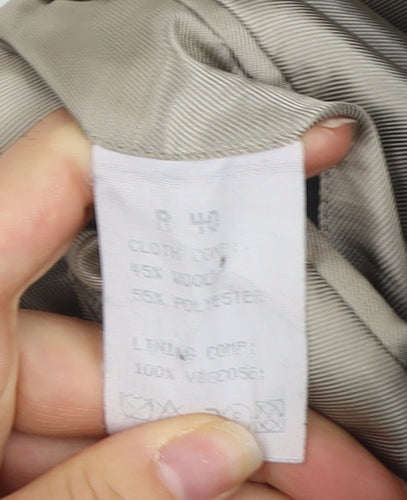 R 40
CLOTH COMP:
45% WOOL
55% POLYESTER
LINING COMP:
100% VISCOSE: